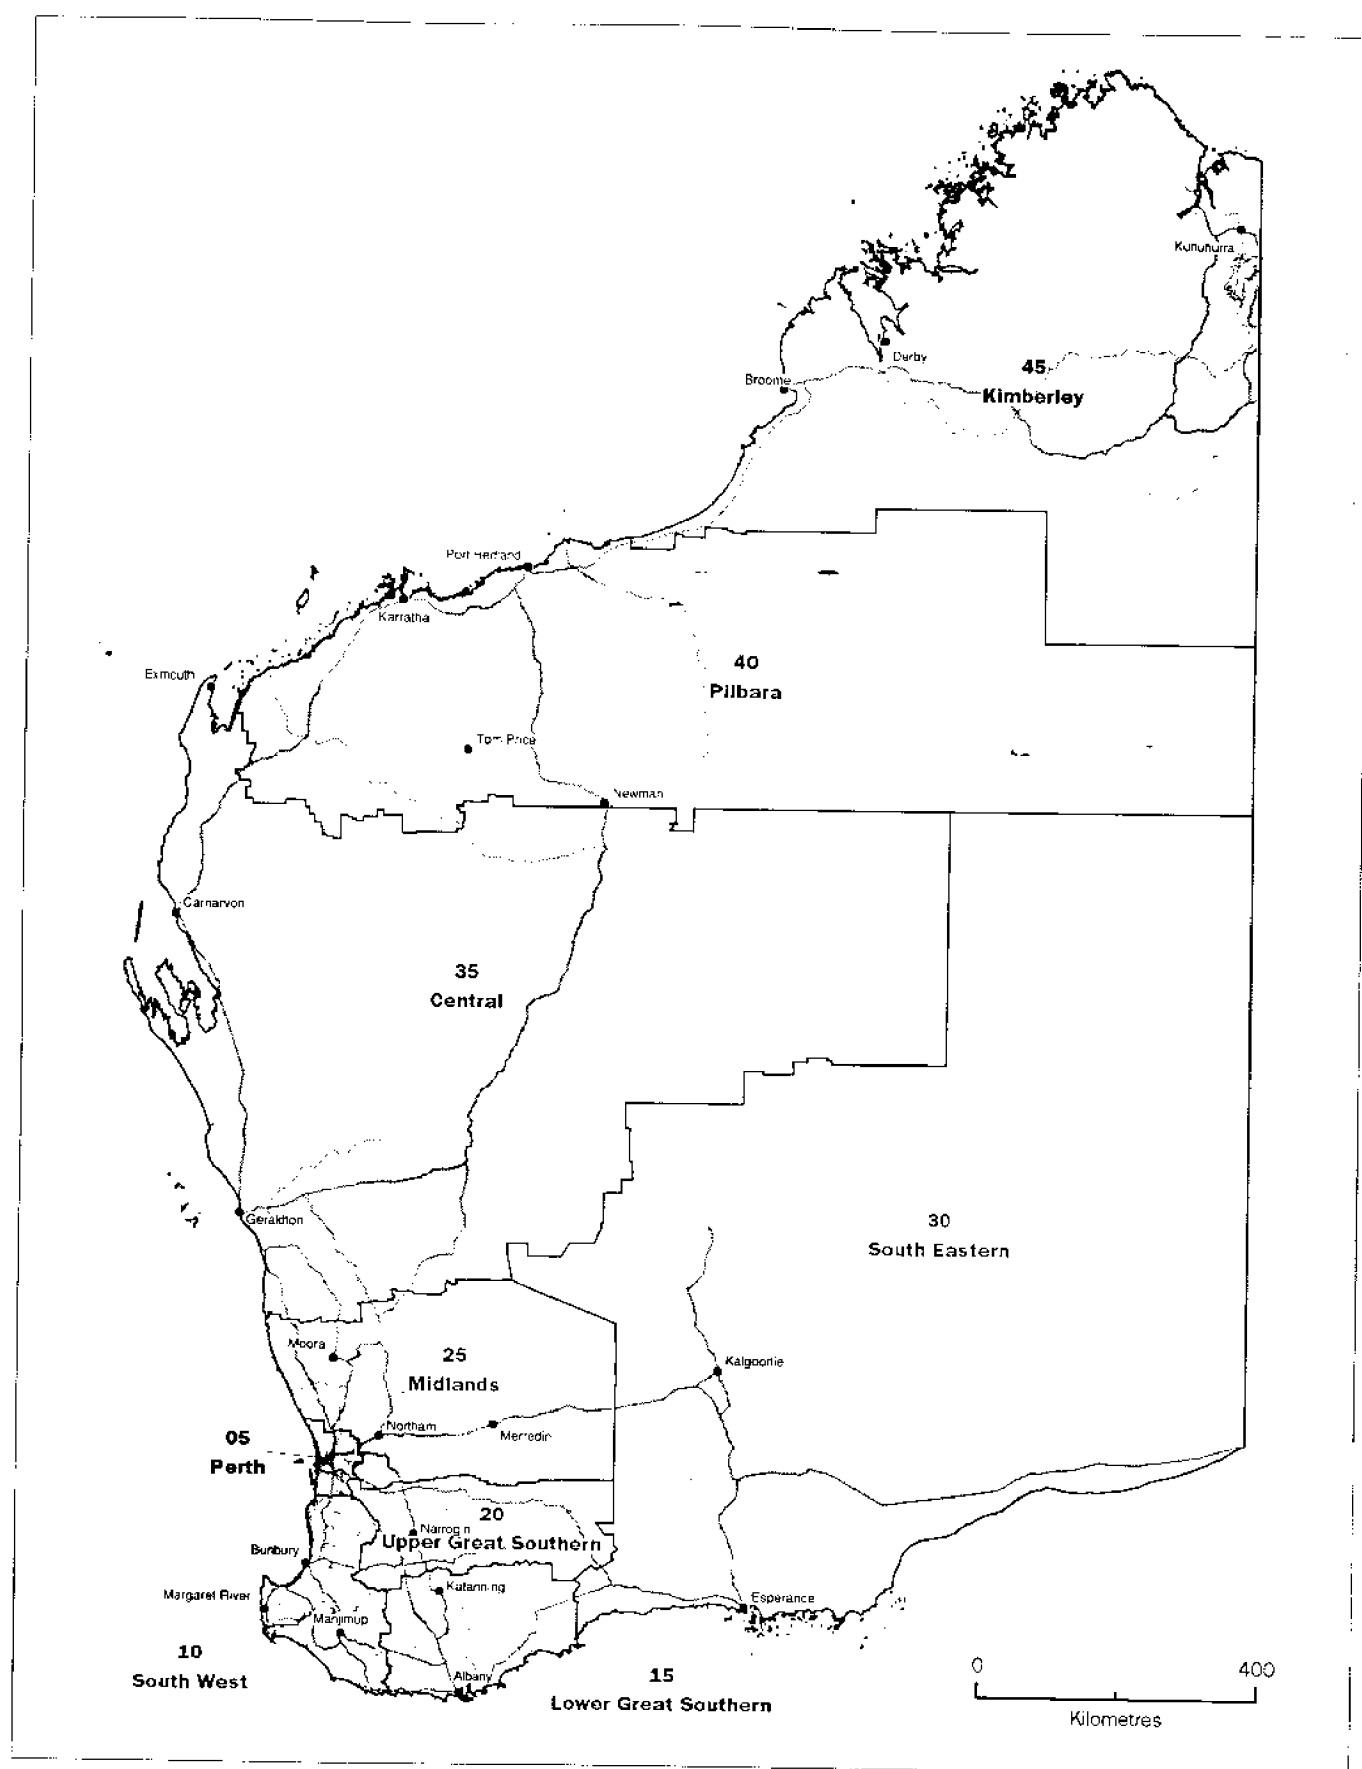 Kununurra
Derby
45
Broome
Kimberley
Port Hedland
Karratha
40
Pilbara
Exmouth
Tom Price
Newman
Carnarvon
35
Central
Geraldton
30
South Eastern
Moora
25
Midlands
Kalgoorlie
Northam
Merredin
05
Perth
20
Narrogin
Upper Great Southern
Bunbury
Katanning
Margaret River
Esperance
Manjimup
10
South West
Albany
15
Lower Great Southern
0
400
Kilometres